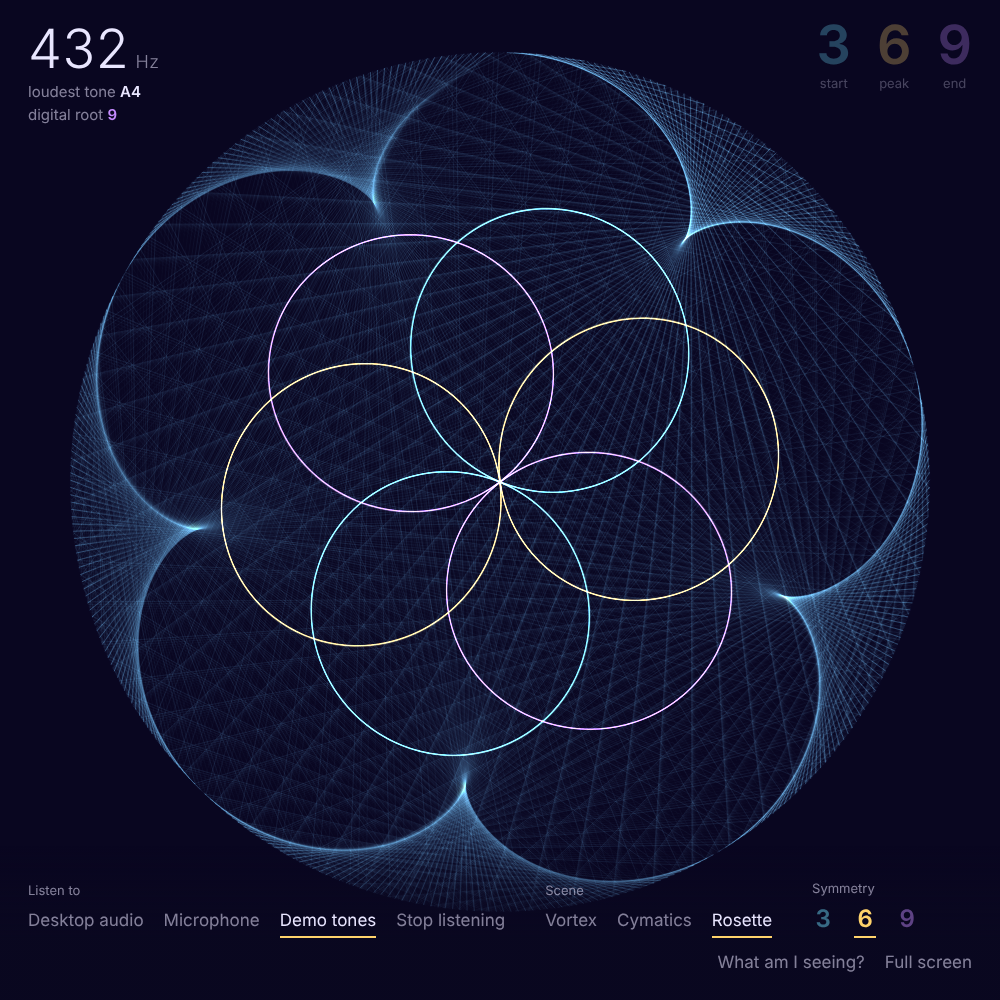 432 Hz
loudest tone A4
digital root 9
3 6 9
start peak end
Listen to
Desktop audio Microphone Demo tones Stop listening
Scene
Vortex Cymatics Rosette
Symmetry
3 6 9
What am I seeing? Full screen